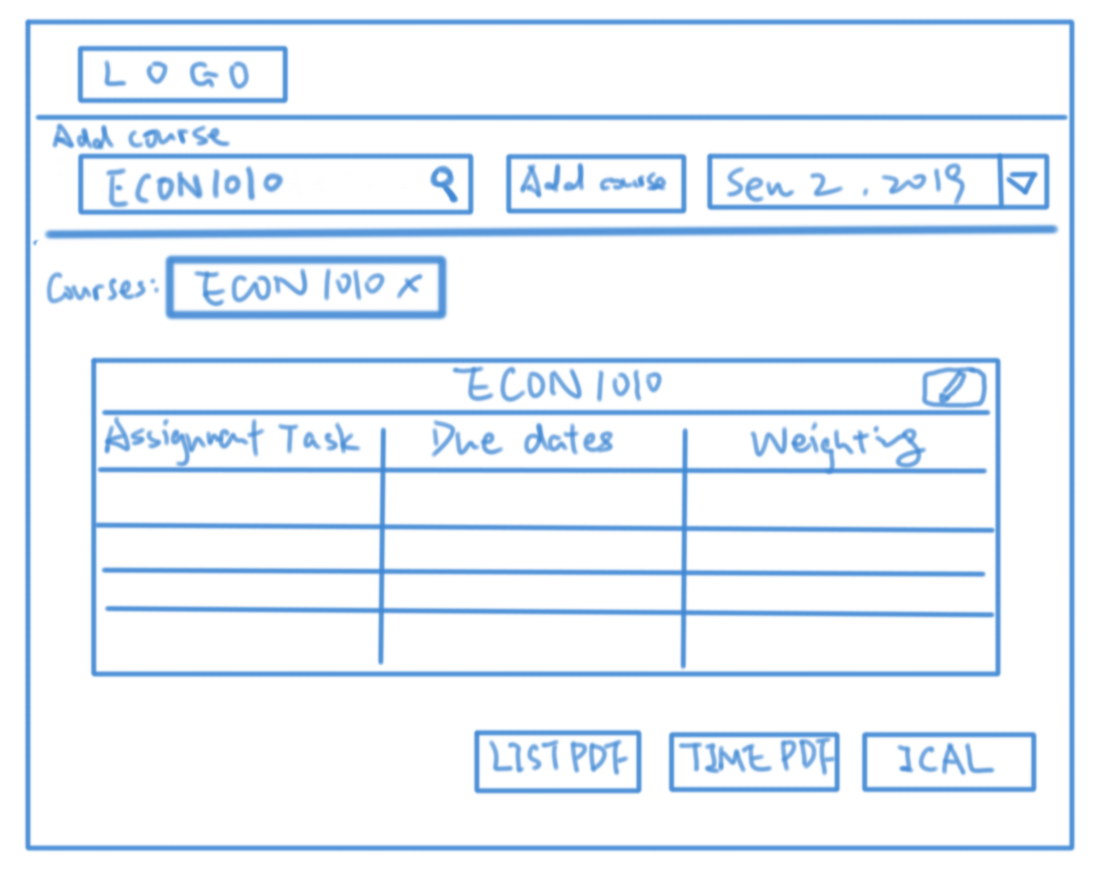 LOGO
Add course
ECON1010
Add course
Sem 2, 2019
Courses:
ECON1010 x
ECON1010
Assignment Task
Due dates
Weighting
LIST PDF
TIME PDF
ICAL